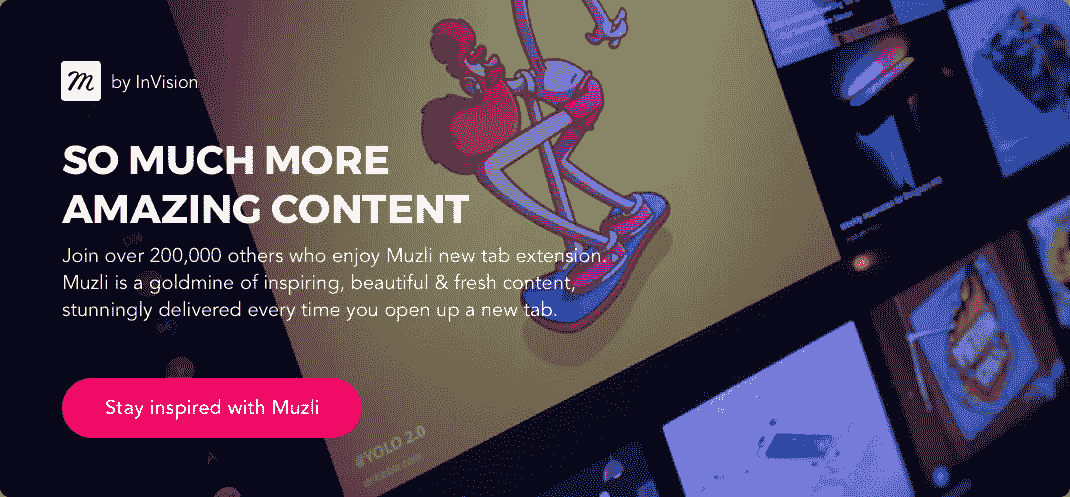 m by InVision
SO MUCH MORE
AMAZING CONTENT
Join over 200,000 others who enjoy Muzli new tab extension.
Muzli is a goldmine of inspiring, beautiful & fresh content,
stunningly delivered every time you open up a new tab.
Stay inspired with Muzli
#YOLO 2.0